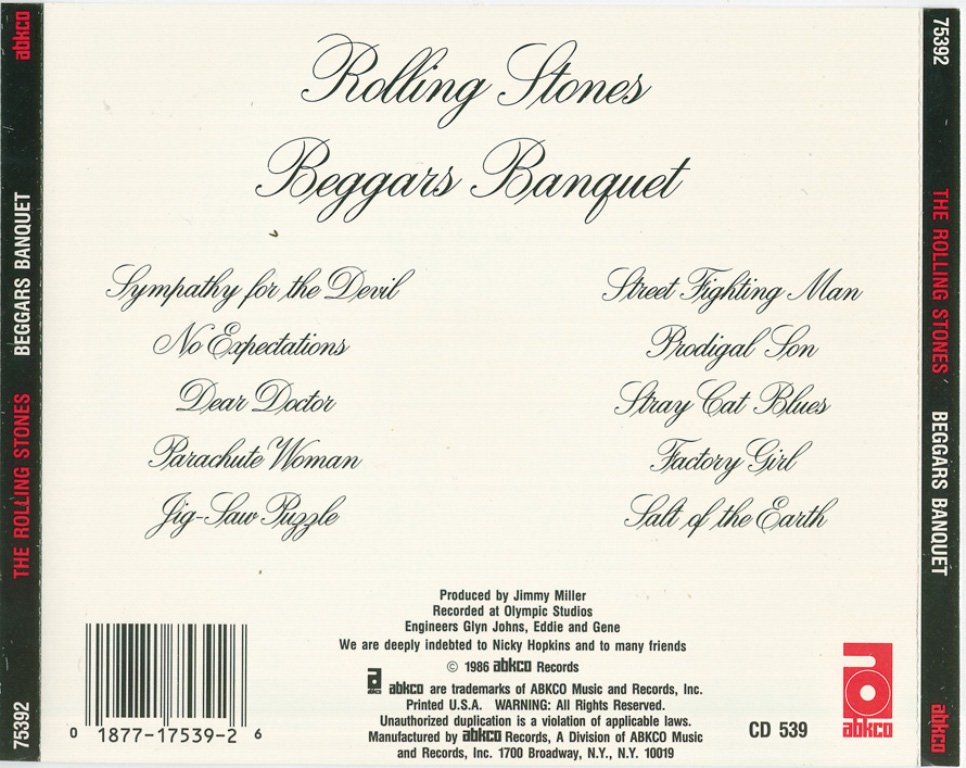 Rolling Stones
Beggars Banquet
Sympathy for the Devil
No Expectations
Dear Doctor
Parachute Woman
Jig-Saw Puzzle
Street Fighting Man
Prodigal Son
Stray Cat Blues
Factory Girl
Salt of the Earth
Produced by Jimmy Miller
Recorded at Olympic Studios
Engineers Glyn Johns, Eddie and Gene
We are deeply indebted to Nicky Hopkins and to many friends
© 1986 abkco Records
a abkco abkco are trademarks of ABKCO Music and Records, Inc.
Printed U.S.A. WARNING: All Rights Reserved.
Unauthorized duplication is a violation of applicable laws.
Manufactured by abkco Records, A Division of ABKCO Music
and Records, Inc. 1700 Broadway, N.Y., N.Y. 10019
0 1877-17539-2 6
CD 539
abkco
75392 THE ROLLING STONES BEGGARS BANQUET abkco
75392 THE ROLLING STONES BEGGARS BANQUET abkco